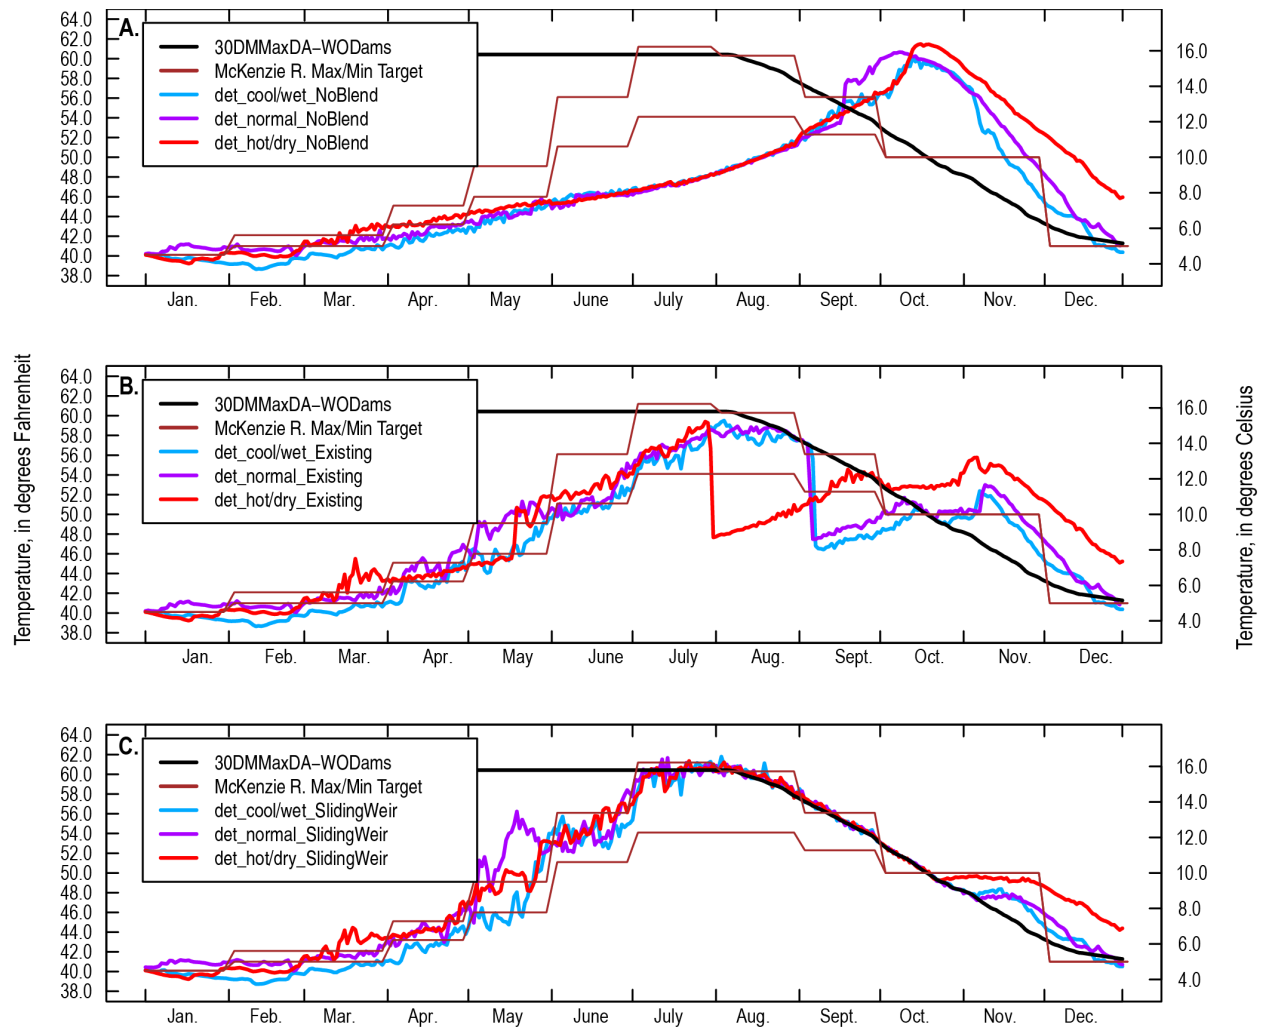 A.
30DMMaxDA−WODams
McKenzie R. Max/Min Target
det_cool/wet_NoBlend
det_normal_NoBlend
det_hot/dry_NoBlend
64.0
62.0
60.0
58.0
56.0
54.0
52.0
50.0
48.0
46.0
44.0
42.0
40.0
38.0
16.0
14.0
12.0
10.0
8.0
6.0
4.0
Jan. Feb. Mar. Apr. May June July Aug. Sept. Oct. Nov. Dec.
Temperature, in degrees Fahrenheit
B.
30DMMaxDA−WODams
McKenzie R. Max/Min Target
det_cool/wet_Existing
det_normal_Existing
det_hot/dry_Existing
64.0
62.0
60.0
58.0
56.0
54.0
52.0
50.0
48.0
46.0
44.0
42.0
40.0
38.0
16.0
14.0
12.0
10.0
8.0
6.0
4.0
Temperature, in degrees Celsius
Jan. Feb. Mar. Apr. May June July Aug. Sept. Oct. Nov. Dec.
C.
30DMMaxDA−WODams
McKenzie R. Max/Min Target
det_cool/wet_SlidingWeir
det_normal_SlidingWeir
det_hot/dry_SlidingWeir
64.0
62.0
60.0
58.0
56.0
54.0
52.0
50.0
48.0
46.0
44.0
42.0
40.0
38.0
16.0
14.0
12.0
10.0
8.0
6.0
4.0
Jan. Feb. Mar. Apr. May June July Aug. Sept. Oct. Nov. Dec.